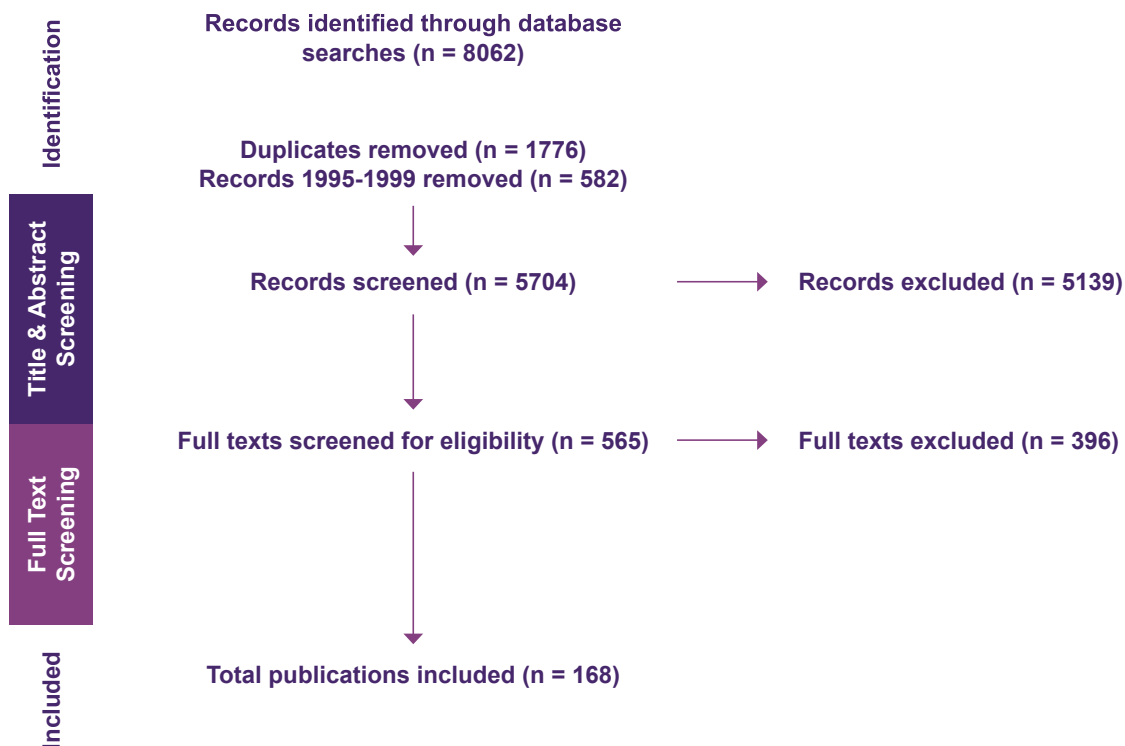 Identification
Records identified through database
searches (n = 8062)
Duplicates removed (n = 1776)
Records 1995-1999 removed (n = 582)
Title & Abstract
Screening
Records screened (n = 5704)
Records excluded (n = 5139)
Full Text
Screening
Full texts screened for eligibility (n = 565)
Full texts excluded (n = 396)
Included
Total publications included (n = 168)